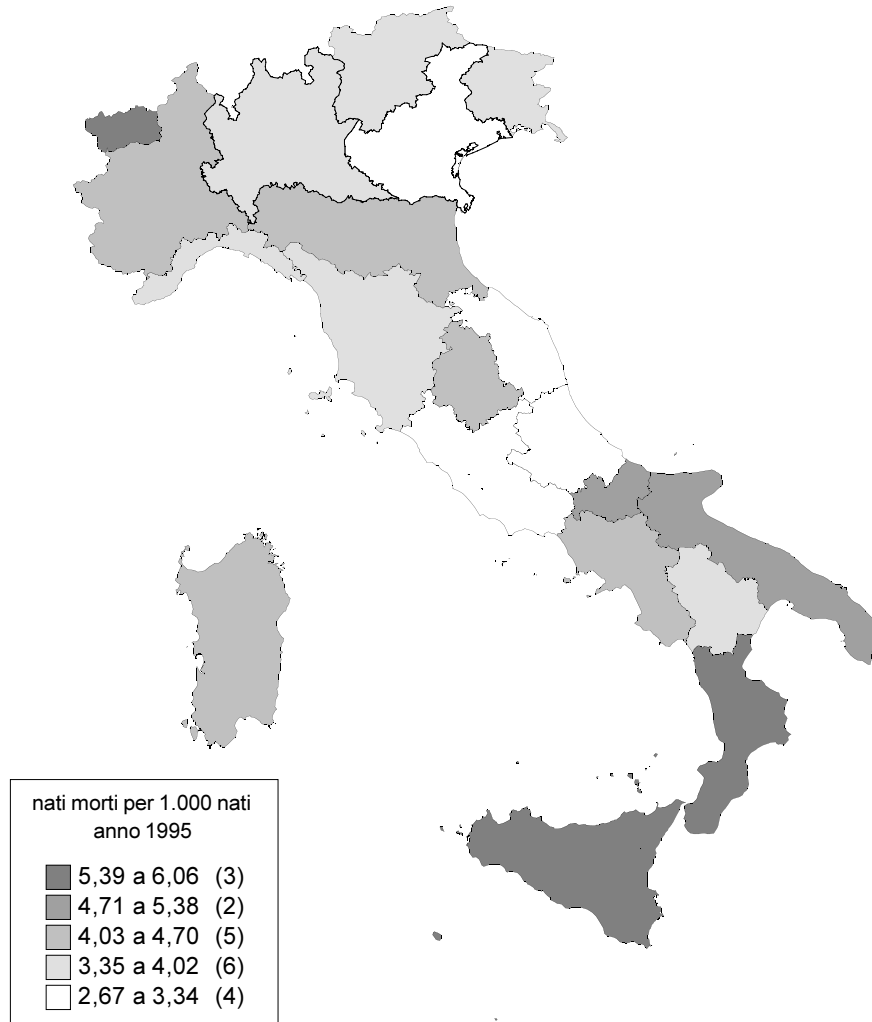 nati morti per 1.000 nati
anno 1995
5,39 a 6,06 (3)
4,71 a 5,38 (2)
4,03 a 4,70 (5)
3,35 a 4,02 (6)
2,67 a 3,34 (4)